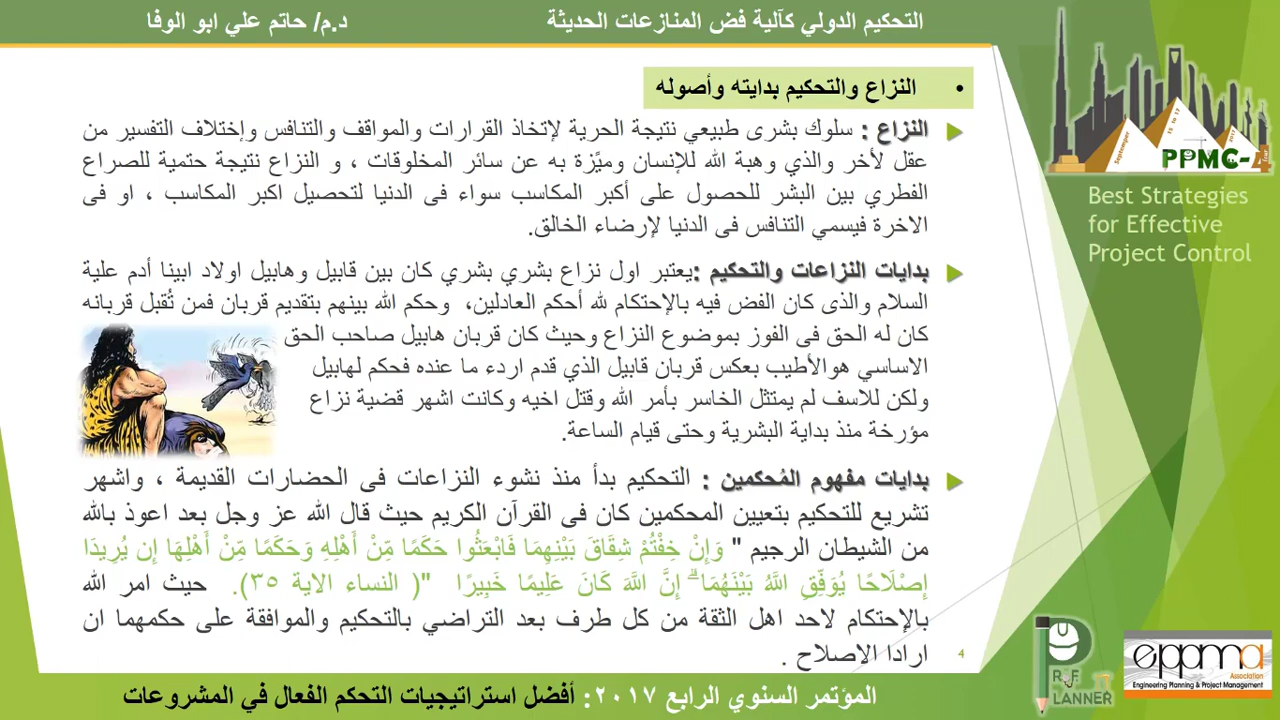 التحكيم الدولي كآلية فض المنازعات الحديثة
د.م/ حاتم علي ابو الوفا
• النزاع والتحكيم بدايته وأصوله
النزاع : سلوك بشرى طبيعي نتيجة الحرية لإتخاذ القرارات والمواقف والتنافس وإختلاف التفسير من
عقل لأخر والذي وهبة الله للإنسان وميَّزة به عن سائر المخلوقات ، و النزاع نتيجة حتمية للصراع
الفطري بين البشر للحصول على أكبر المكاسب سواء فى الدنيا لتحصيل اكبر المكاسب ، او فى
الاخرة فيسمي التنافس فى الدنيا لإرضاء الخالق.
بدايات النزاعات والتحكيم :يعتبر اول نزاع بشري بشري كان بين قابيل وهابيل اولاد ابينا أدم علية
السلام والذى كان الفض فيه بالإحتكام لله أحكم العادلين، وحكم الله بينهم بتقديم قربان فمن تُقبل قربانه
كان له الحق فى الفوز بموضوع النزاع وحيث كان قربان هابيل صاحب الحق
الاساسي هوالأطيب بعكس قربان قابيل الذي قدم اردء ما عنده فحكم لهابيل
ولكن للاسف لم يمتثل الخاسر بأمر الله وقتل اخيه وكانت اشهر قضية نزاع
مؤرخة منذ بداية البشرية وحتى قيام الساعة.
بدايات مفهوم المُحكمين : التحكيم بدأ منذ نشوء النزاعات فى الحضارات القديمة ، واشهر
تشريع للتحكيم بتعيين المحكمين كان فى القرآن الكريم حيث قال الله عز وجل بعد اعوذ بالله
من الشيطان الرجيم " وَإِنْ خِفْتُمْ شِقَاقَ بَيْنِهِمَا فَابْعَثُوا حَكَمًا مِّنْ أَهْلِهِ وَحَكَمًا مِّنْ أَهْلِهَا إِن يُرِيدَا
إِصْلَاحًا يُوَفِّقِ اللَّهُ بَيْنَهُمَا ۗ إِنَّ اللَّهَ كَانَ عَلِيمًا خَبِيرًا "( النساء الاية ٣٥). حيث امر الله
بالإحتكام لاحد اهل الثقة من كل طرف بعد التراضي بالتحكيم والموافقة على حكمهما ان
ارادا الاصلاح .
4
المؤتمر السنوي الرابع ٢٠١٧: أفضل استراتيجيات التحكم الفعال في المشروعات
September
15 to 17
2017
PPMC-4
four
Best Strategies
for Effective
Project Control
PLANNER
eppma
Association
Engineering Planning & Project Management